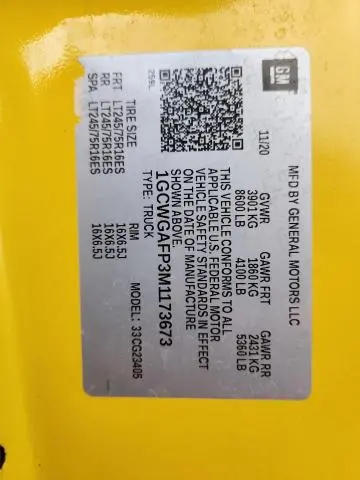 GM
MFD BY GENERAL MOTORS LLC
11/20 GVWR GAWR FRT GAWR RR
3901 KG 1860 KG 2431 KG
8600 LB 4100 LB 5360 LB
259L
THIS VEHICLE CONFORMS TO ALL
APPLICABLE U.S. FEDERAL MOTOR
VEHICLE SAFETY STANDARDS IN EFFECT
ON THE DATE OF MANUFACTURE
SHOWN ABOVE.
1GCWGAFP3M1173673
TYPE: TRUCK MODEL: 33CG23405
TIRE SIZE RIM
FRT LT245/75R16ES 16X6.5J
RR LT245/75R16ES 16X6.5J
SPA LT245/75R16ES 16X6.5J